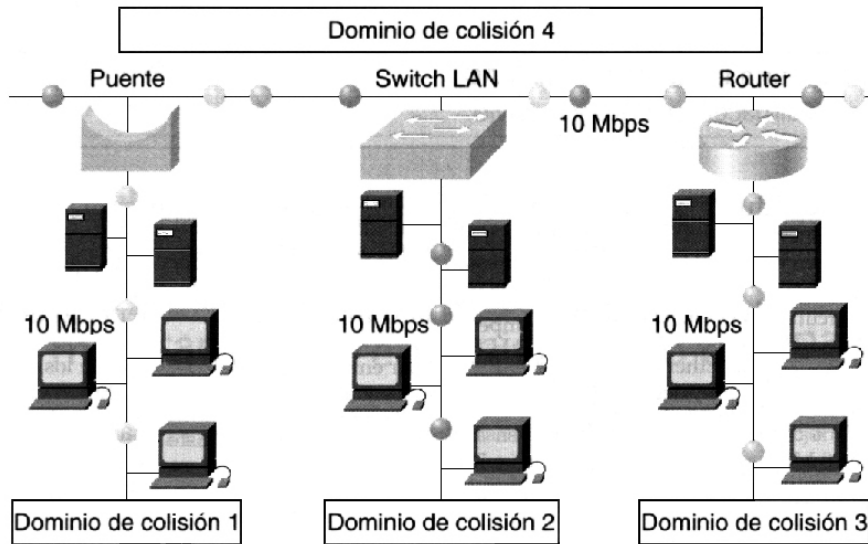 Dominio de colisión 4
Puente
Switch LAN
Router
10 Mbps
10 Mbps
10 Mbps
10 Mbps
Dominio de colisión 1
Dominio de colisión 2
Dominio de colisión 3